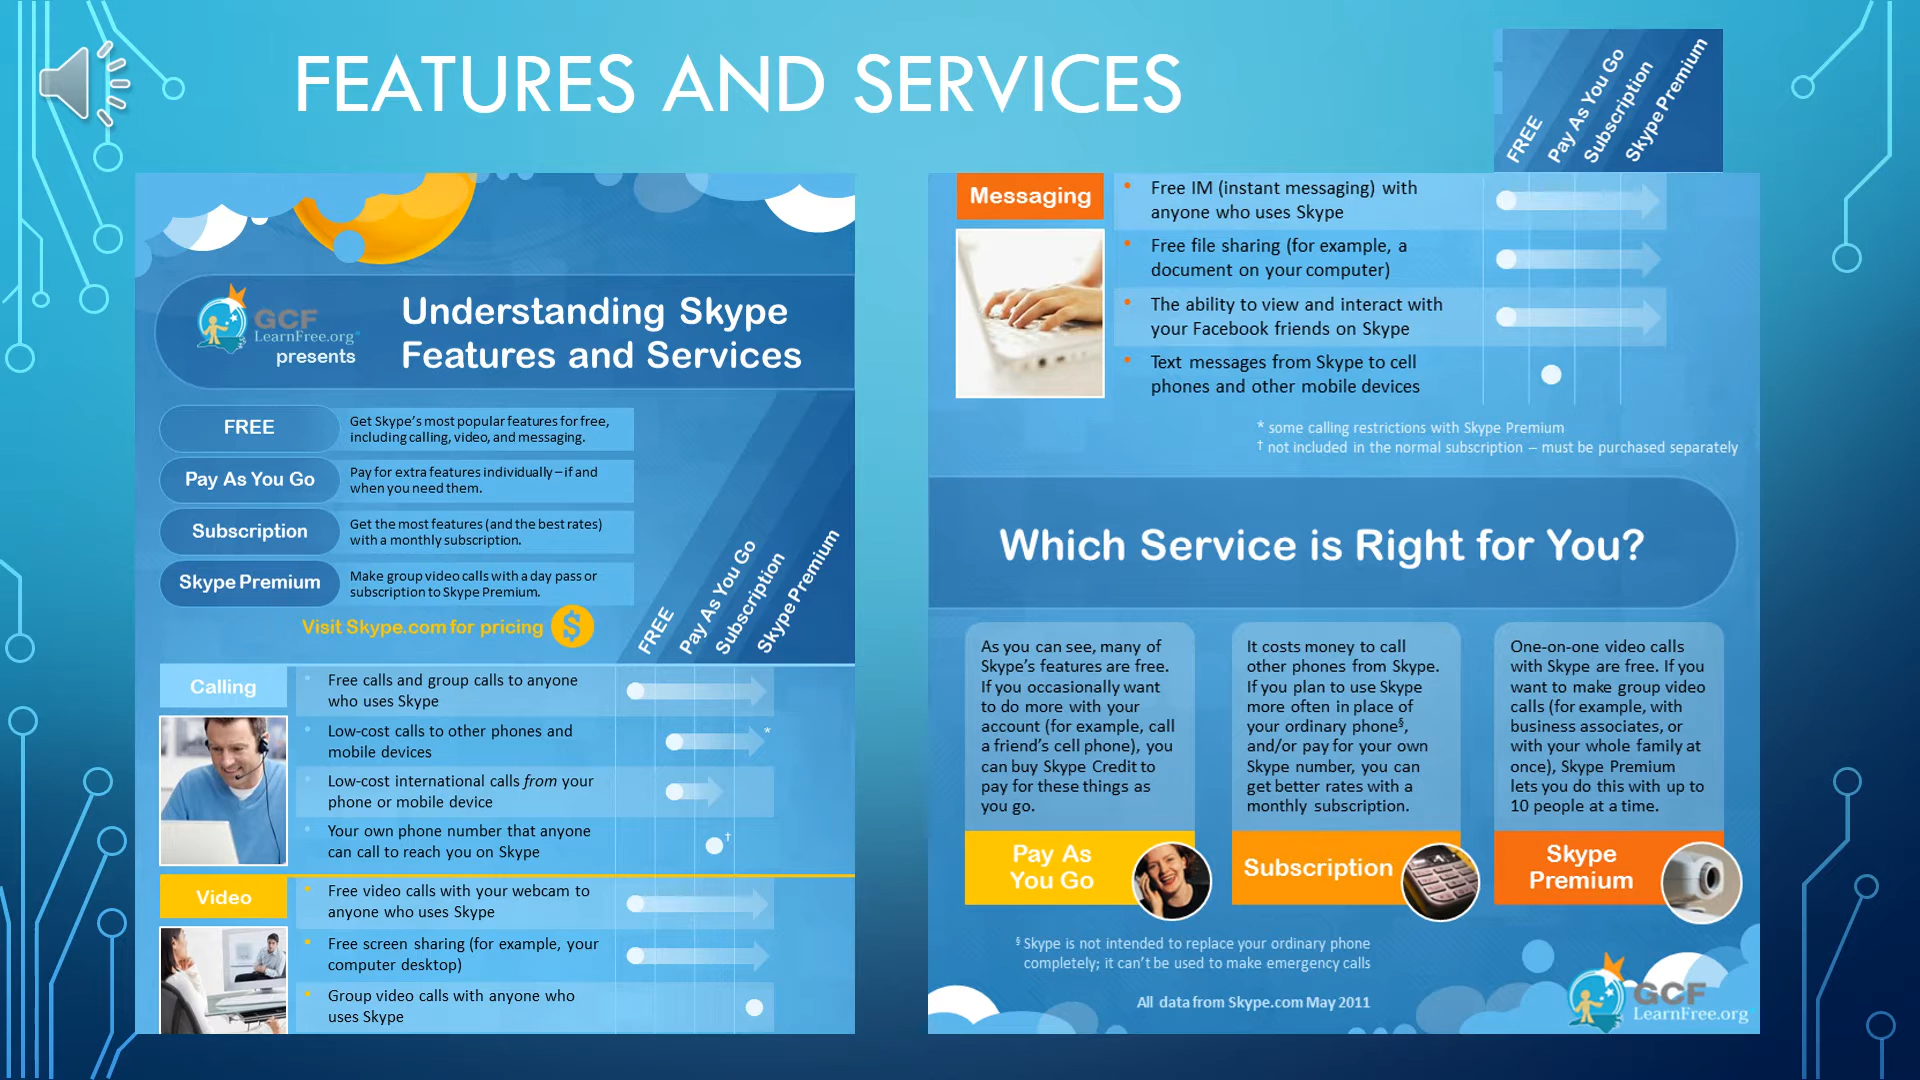 FEATURES AND SERVICES
GCF
LearnFree.org
presents
Understanding Skype
Features and Services
FREE
Get Skype's most popular features for free,
including calling, video, and messaging.
Pay As You Go
Pay for extra features individually – if and
when you need them.
Subscription
Get the most features (and the best rates)
with a monthly subscription.
Skype Premium
Make group video calls with a day pass or
subscription to Skype Premium.
Visit Skype.com for pricing
$
FREE
Pay As You Go
Subscription
Skype Premium
Calling
Free calls and group calls to anyone
who uses Skype
Low-cost calls to other phones and
mobile devices
*
Low-cost international calls from your
phone or mobile device
Your own phone number that anyone
can call to reach you on Skype
†
Video
Free video calls with your webcam to
anyone who uses Skype
Free screen sharing (for example, your
computer desktop)
Group video calls with anyone who
uses Skype
FREE
Pay As You Go
Subscription
Skype Premium
Messaging
Free IM (instant messaging) with
anyone who uses Skype
Free file sharing (for example, a
document on your computer)
The ability to view and interact with
your Facebook friends on Skype
Text messages from Skype to cell
phones and other mobile devices
* some calling restrictions with Skype Premium
† not included in the normal subscription – must be purchased separately
Which Service is Right for You?
As you can see, many of
Skype's features are free.
If you occasionally want
to do more with your
account (for example, call
a friend's cell phone), you
can buy Skype Credit to
pay for these things as
you go.
Pay As
You Go
It costs money to call
other phones from Skype.
If you plan to use Skype
more often in place of
your ordinary phone§,
and/or pay for your own
Skype number, you can
get better rates with a
monthly subscription.
Subscription
One-on-one video calls
with Skype are free. If you
want to make group video
calls (for example, with
business associates, or
with your whole family at
once), Skype Premium
lets you do this with up to
10 people at a time.
Skype
Premium
§ Skype is not intended to replace your ordinary phone
completely; it can't be used to make emergency calls
All data from Skype.com May 2011
GCF
LearnFree.org